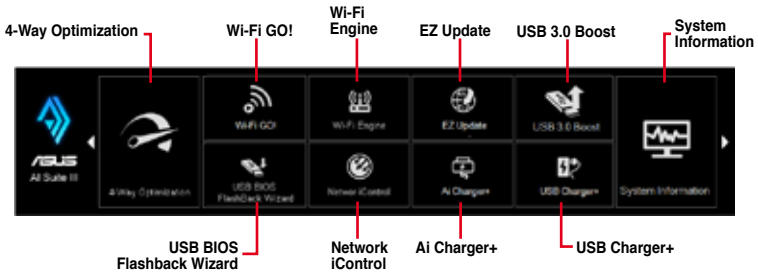 4-Way Optimization
Wi-Fi GO!
Wi-Fi
Engine
EZ Update
USB 3.0 Boost
System
Information
ASUS
AI Suite III
4-Way Optimization
Wi-Fi GO!
Wi-Fi Engine
EZ Update
USB 3.0 Boost
USB BIOS
FlashBack Wizard
Network iControl
Ai Charger+
USB Charger+
System Information
USB BIOS
Flashback Wizard
Network
iControl
Ai Charger+
USB Charger+